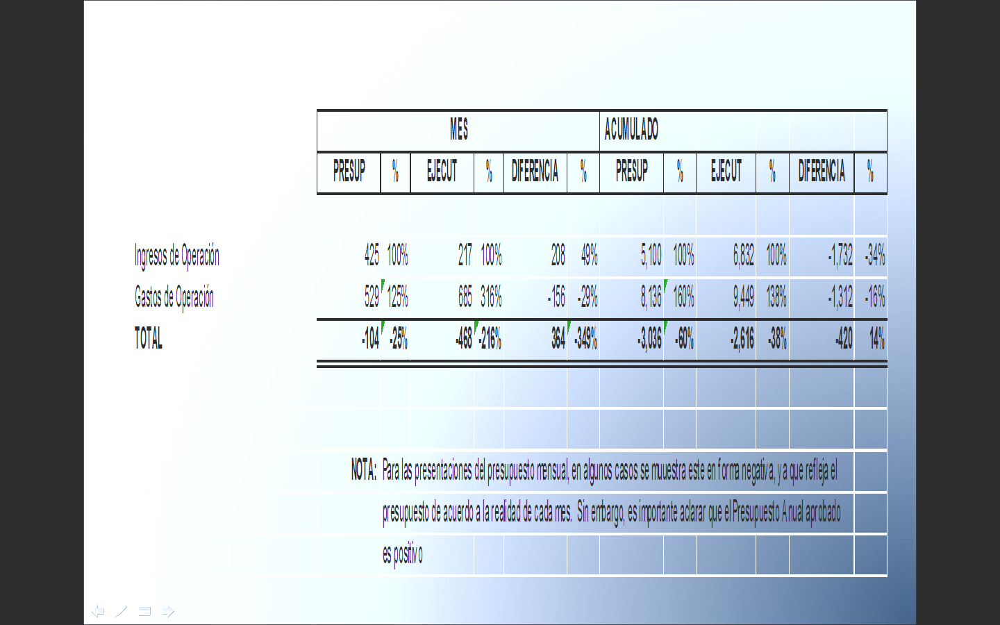 MES ACUMULADO
PRESUP % EJECUT % DIFERENCIA % PRESUP % EJECUT % DIFERENCIA %
Ingresos de Operación 425 100% 217 100% 208 49% 5,100 100% 6,832 100% -1,732 -34%
Gastos de Operación 529 125% 685 316% -156 -29% 8,136 160% 9,449 138% -1,312 -16%
TOTAL -104 -25% -468 -216% 364 -349% -3,036 -60% -2,616 -38% -420 14%
NOTA: Para las presentaciones del presupuesto mensual, en algunos casos se muestra este en forma negativa, ya que refleja el
presupuesto de acuerdo a la realidad de cada mes. Sin embargo, es importante aclarar que el Presupuesto Anual aprobado
es positivo